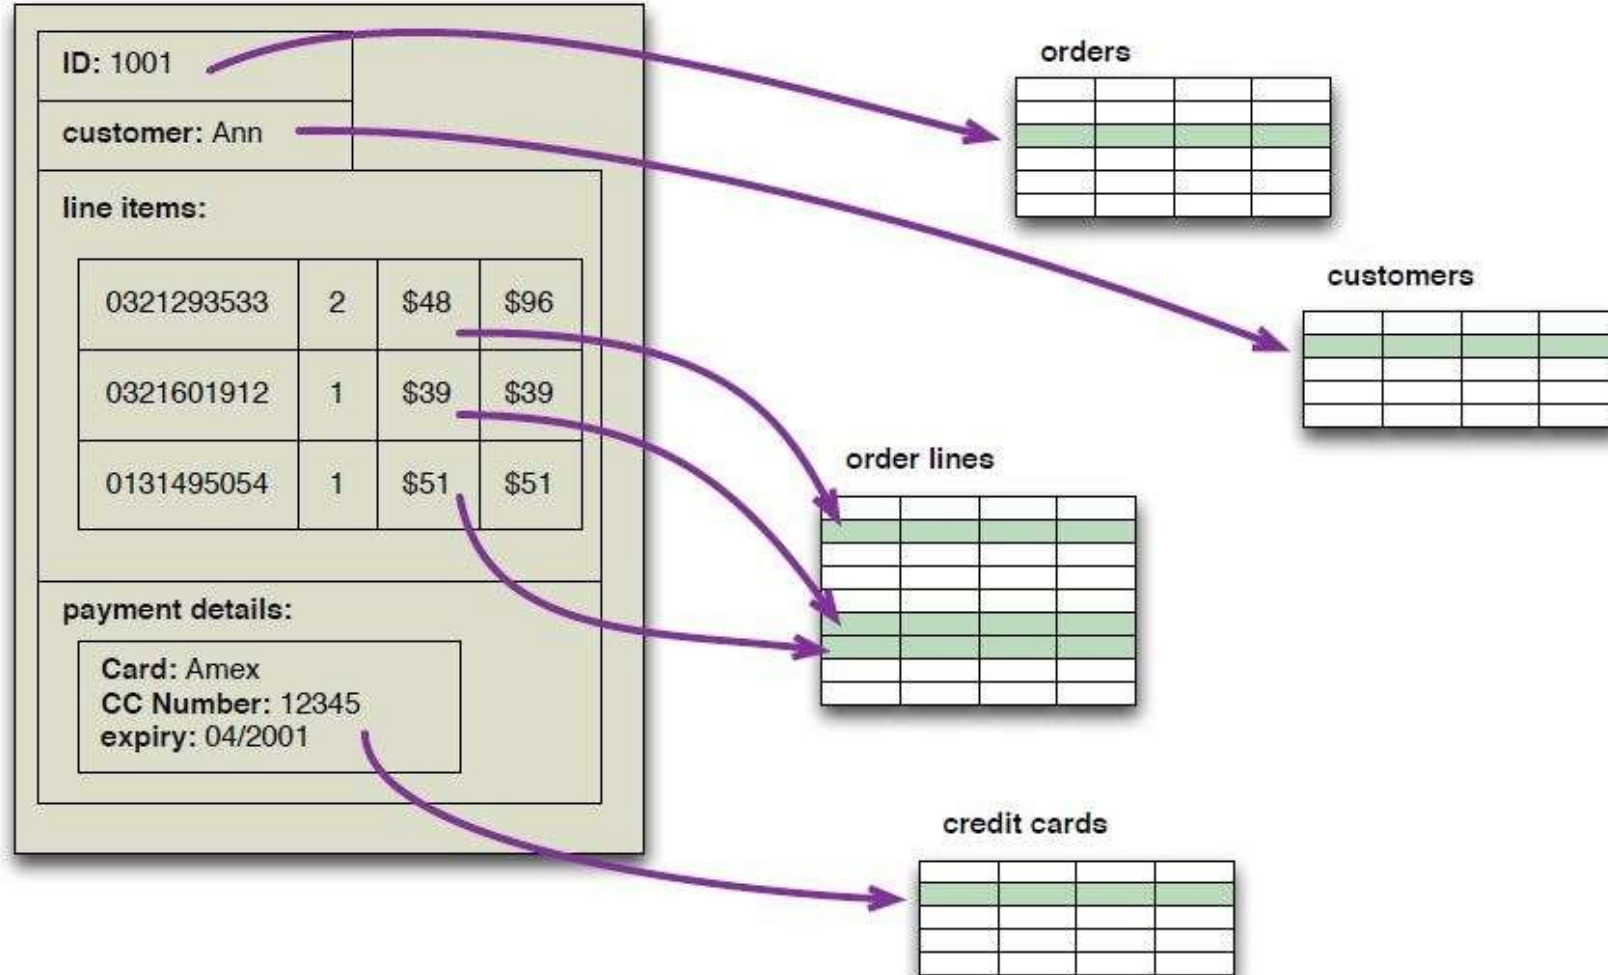 ID: 1001
customer: Ann
line items:
0321293533 2 $48 $96
0321601912 1 $39 $39
0131495054 1 $51 $51
payment details:
Card: Amex
CC Number: 12345
expiry: 04/2001
orders
customers
order lines
credit cards